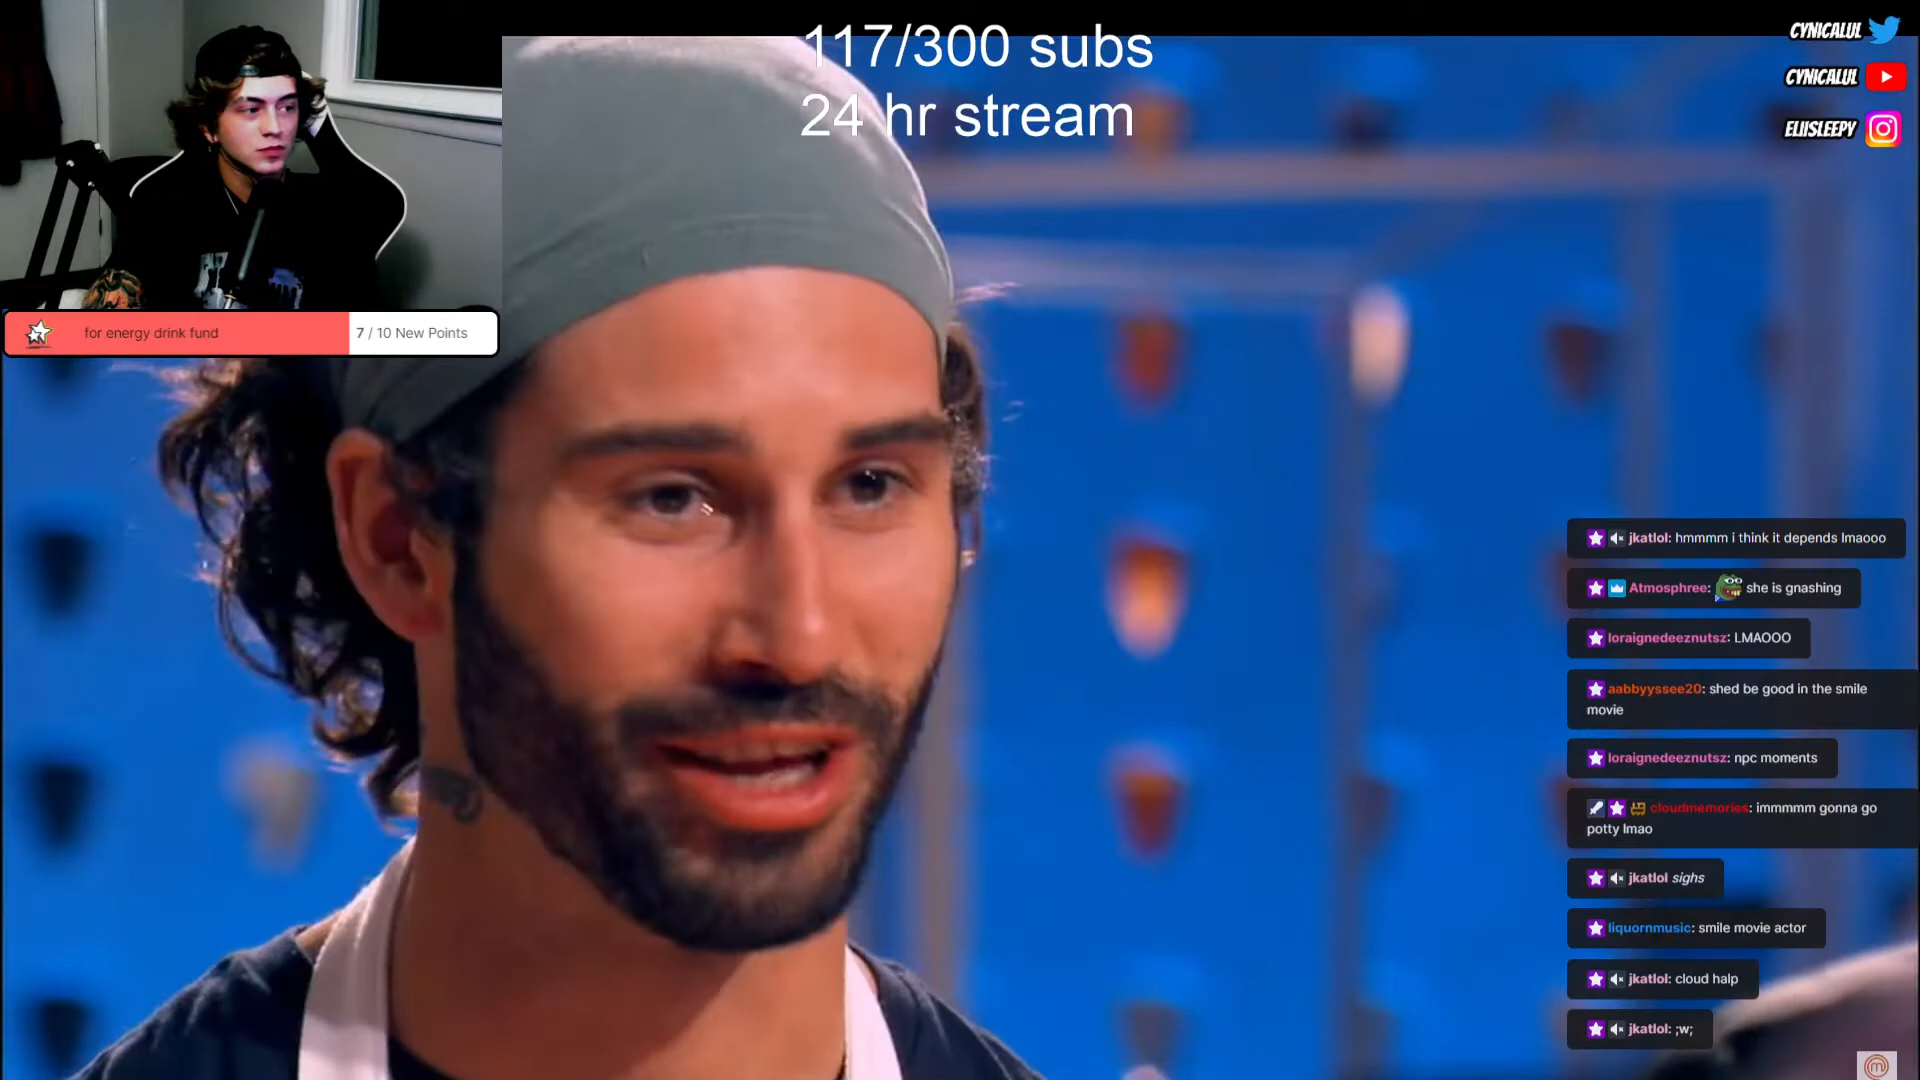 117/300 subs
24 hr stream
CYNICALUL
CYNICALUL
ELIISLEEPY
for energy drink fund
7 / 10 New Points
jkatlol: hmmmm i think it depends lmaooo
Atmosphree: she is gnashing
loraignedeeznutsz: LMAOOO
aabbyyssee20: shed be good in the smile
movie
loraignedeeznutsz: npc moments
cloudmemories: immmmm gonna go
potty lmao
jkatlol sighs
liquornmusic: smile movie actor
jkatlol: cloud halp
jkatlol: ;w;